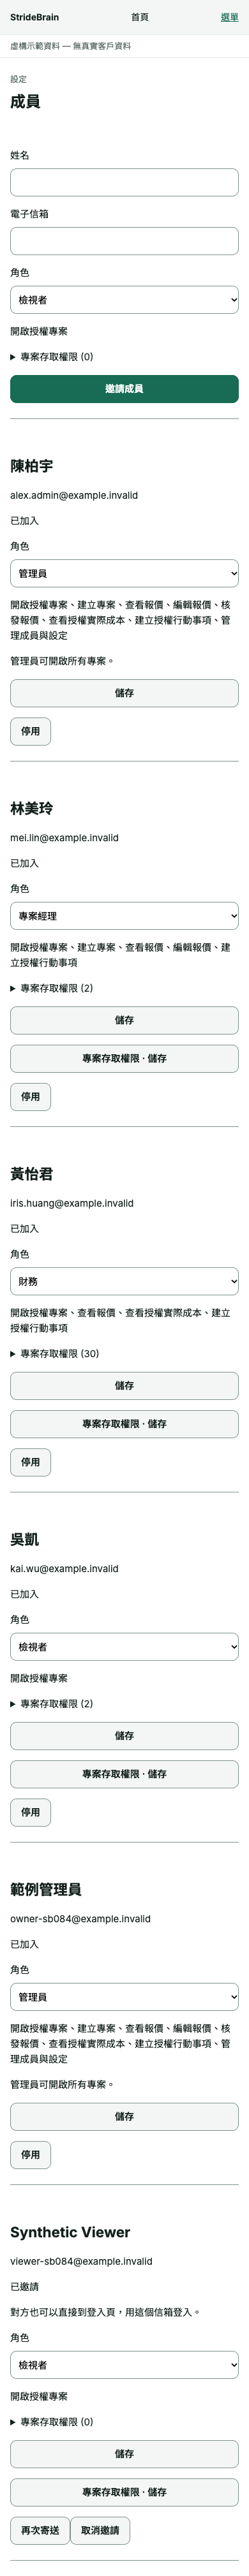 StrideBrain 首頁 選單
虛構示範資料 — 無真實客戶資料
設定
成員
姓名
電子信箱
角色
檢視者
開啟授權專案
▶ 專案存取權限 (0)
邀請成員
陳柏宇
alex.admin@example.invalid
已加入
角色
管理員
開啟授權專案、建立專案、查看報價、編輯報價、核
發報價、查看授權實際成本、建立授權行動事項、管
理成員與設定
管理員可開啟所有專案。
儲存
停用
林美玲
mei.lin@example.invalid
已加入
角色
專案經理
開啟授權專案、建立專案、查看報價、編輯報價、建
立授權行動事項
▶ 專案存取權限 (2)
儲存
專案存取權限 · 儲存
停用
黃怡君
iris.huang@example.invalid
已加入
角色
財務
開啟授權專案、查看報價、查看授權實際成本、建立
授權行動事項
▶ 專案存取權限 (30)
儲存
專案存取權限 · 儲存
停用
吳凱
kai.wu@example.invalid
已加入
角色
檢視者
開啟授權專案
▶ 專案存取權限 (2)
儲存
專案存取權限 · 儲存
停用
範例管理員
owner-sb084@example.invalid
已加入
角色
管理員
開啟授權專案、建立專案、查看報價、編輯報價、核
發報價、查看授權實際成本、建立授權行動事項、管
理成員與設定
管理員可開啟所有專案。
儲存
停用
Synthetic Viewer
viewer-sb084@example.invalid
已邀請
對方也可以直接到登入頁，用這個信箱登入。
角色
檢視者
開啟授權專案
▶ 專案存取權限 (0)
儲存
專案存取權限 · 儲存
再次寄送 取消邀請